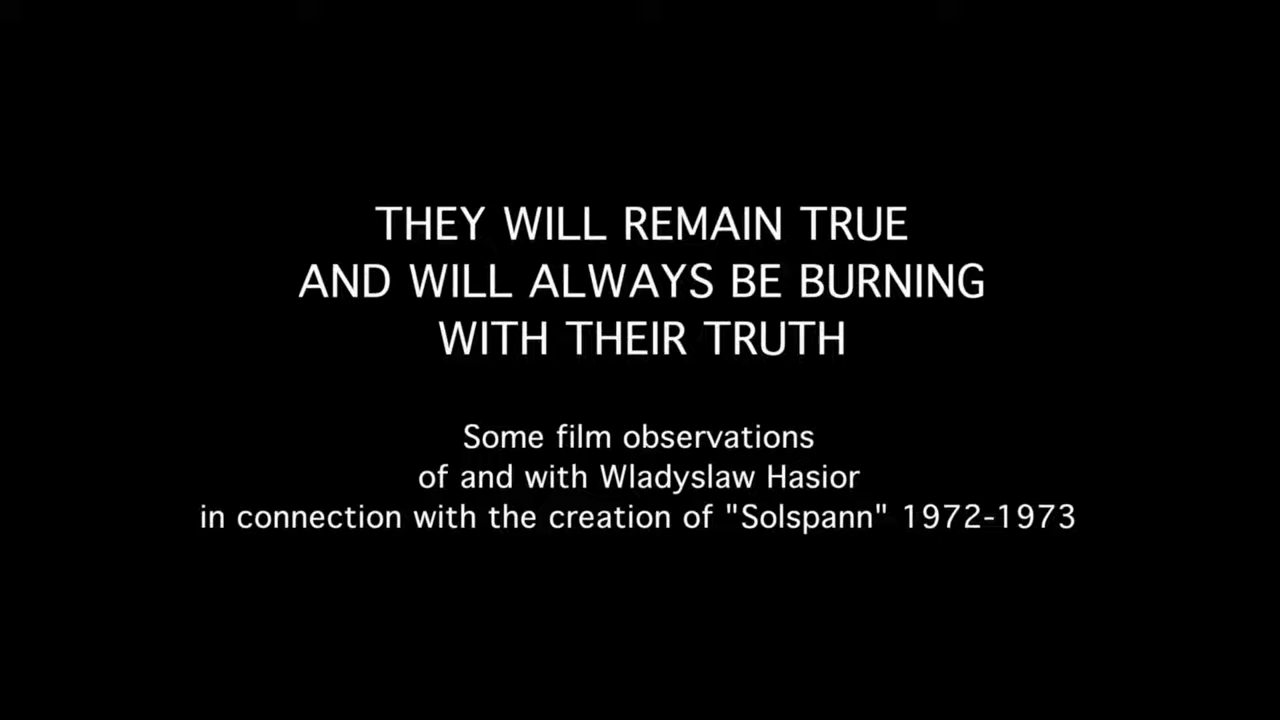 THEY WILL REMAIN TRUE
AND WILL ALWAYS BE BURNING
WITH THEIR TRUTH
Some film observations
of and with Wladyslaw Hasior
in connection with the creation of "Solspann" 1972-1973